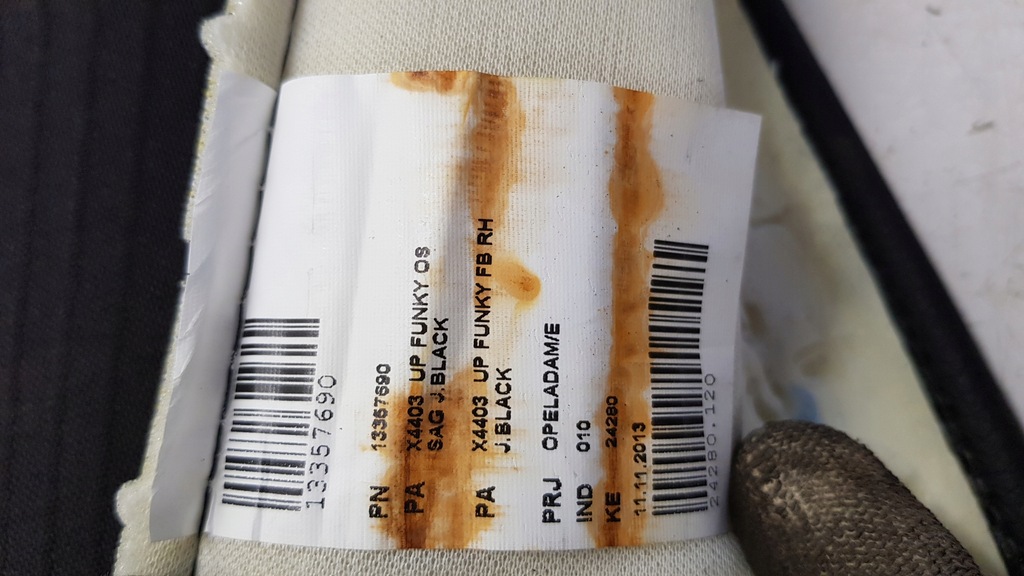 13357690
PN 13357690
PA X4403 UP FUNKY OS
SAG J.BLACK
PA X4403 UP FUNKY FB RH
J.BLACK
PRJ OPELADAM/E
IND 010
KE 24280
11.11.2013
24280.120